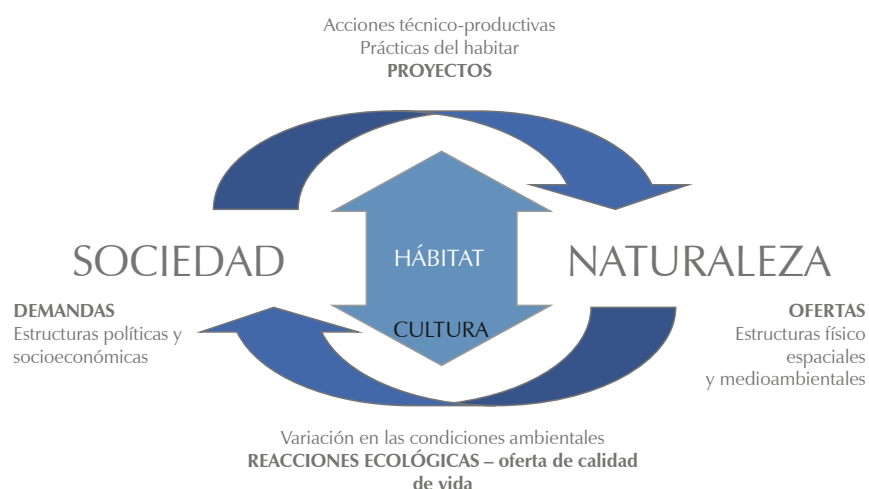 Acciones técnico-productivas
Prácticas del habitar
PROYECTOS
SOCIEDAD
HÁBITAT
NATURALEZA
DEMANDAS
Estructuras políticas y
socioeconómicas
CULTURA
OFERTAS
Estructuras físico
espaciales
y medioambientales
Variación en las condiciones ambientales
REACCIONES ECOLÓGICAS – oferta de calidad
de vida